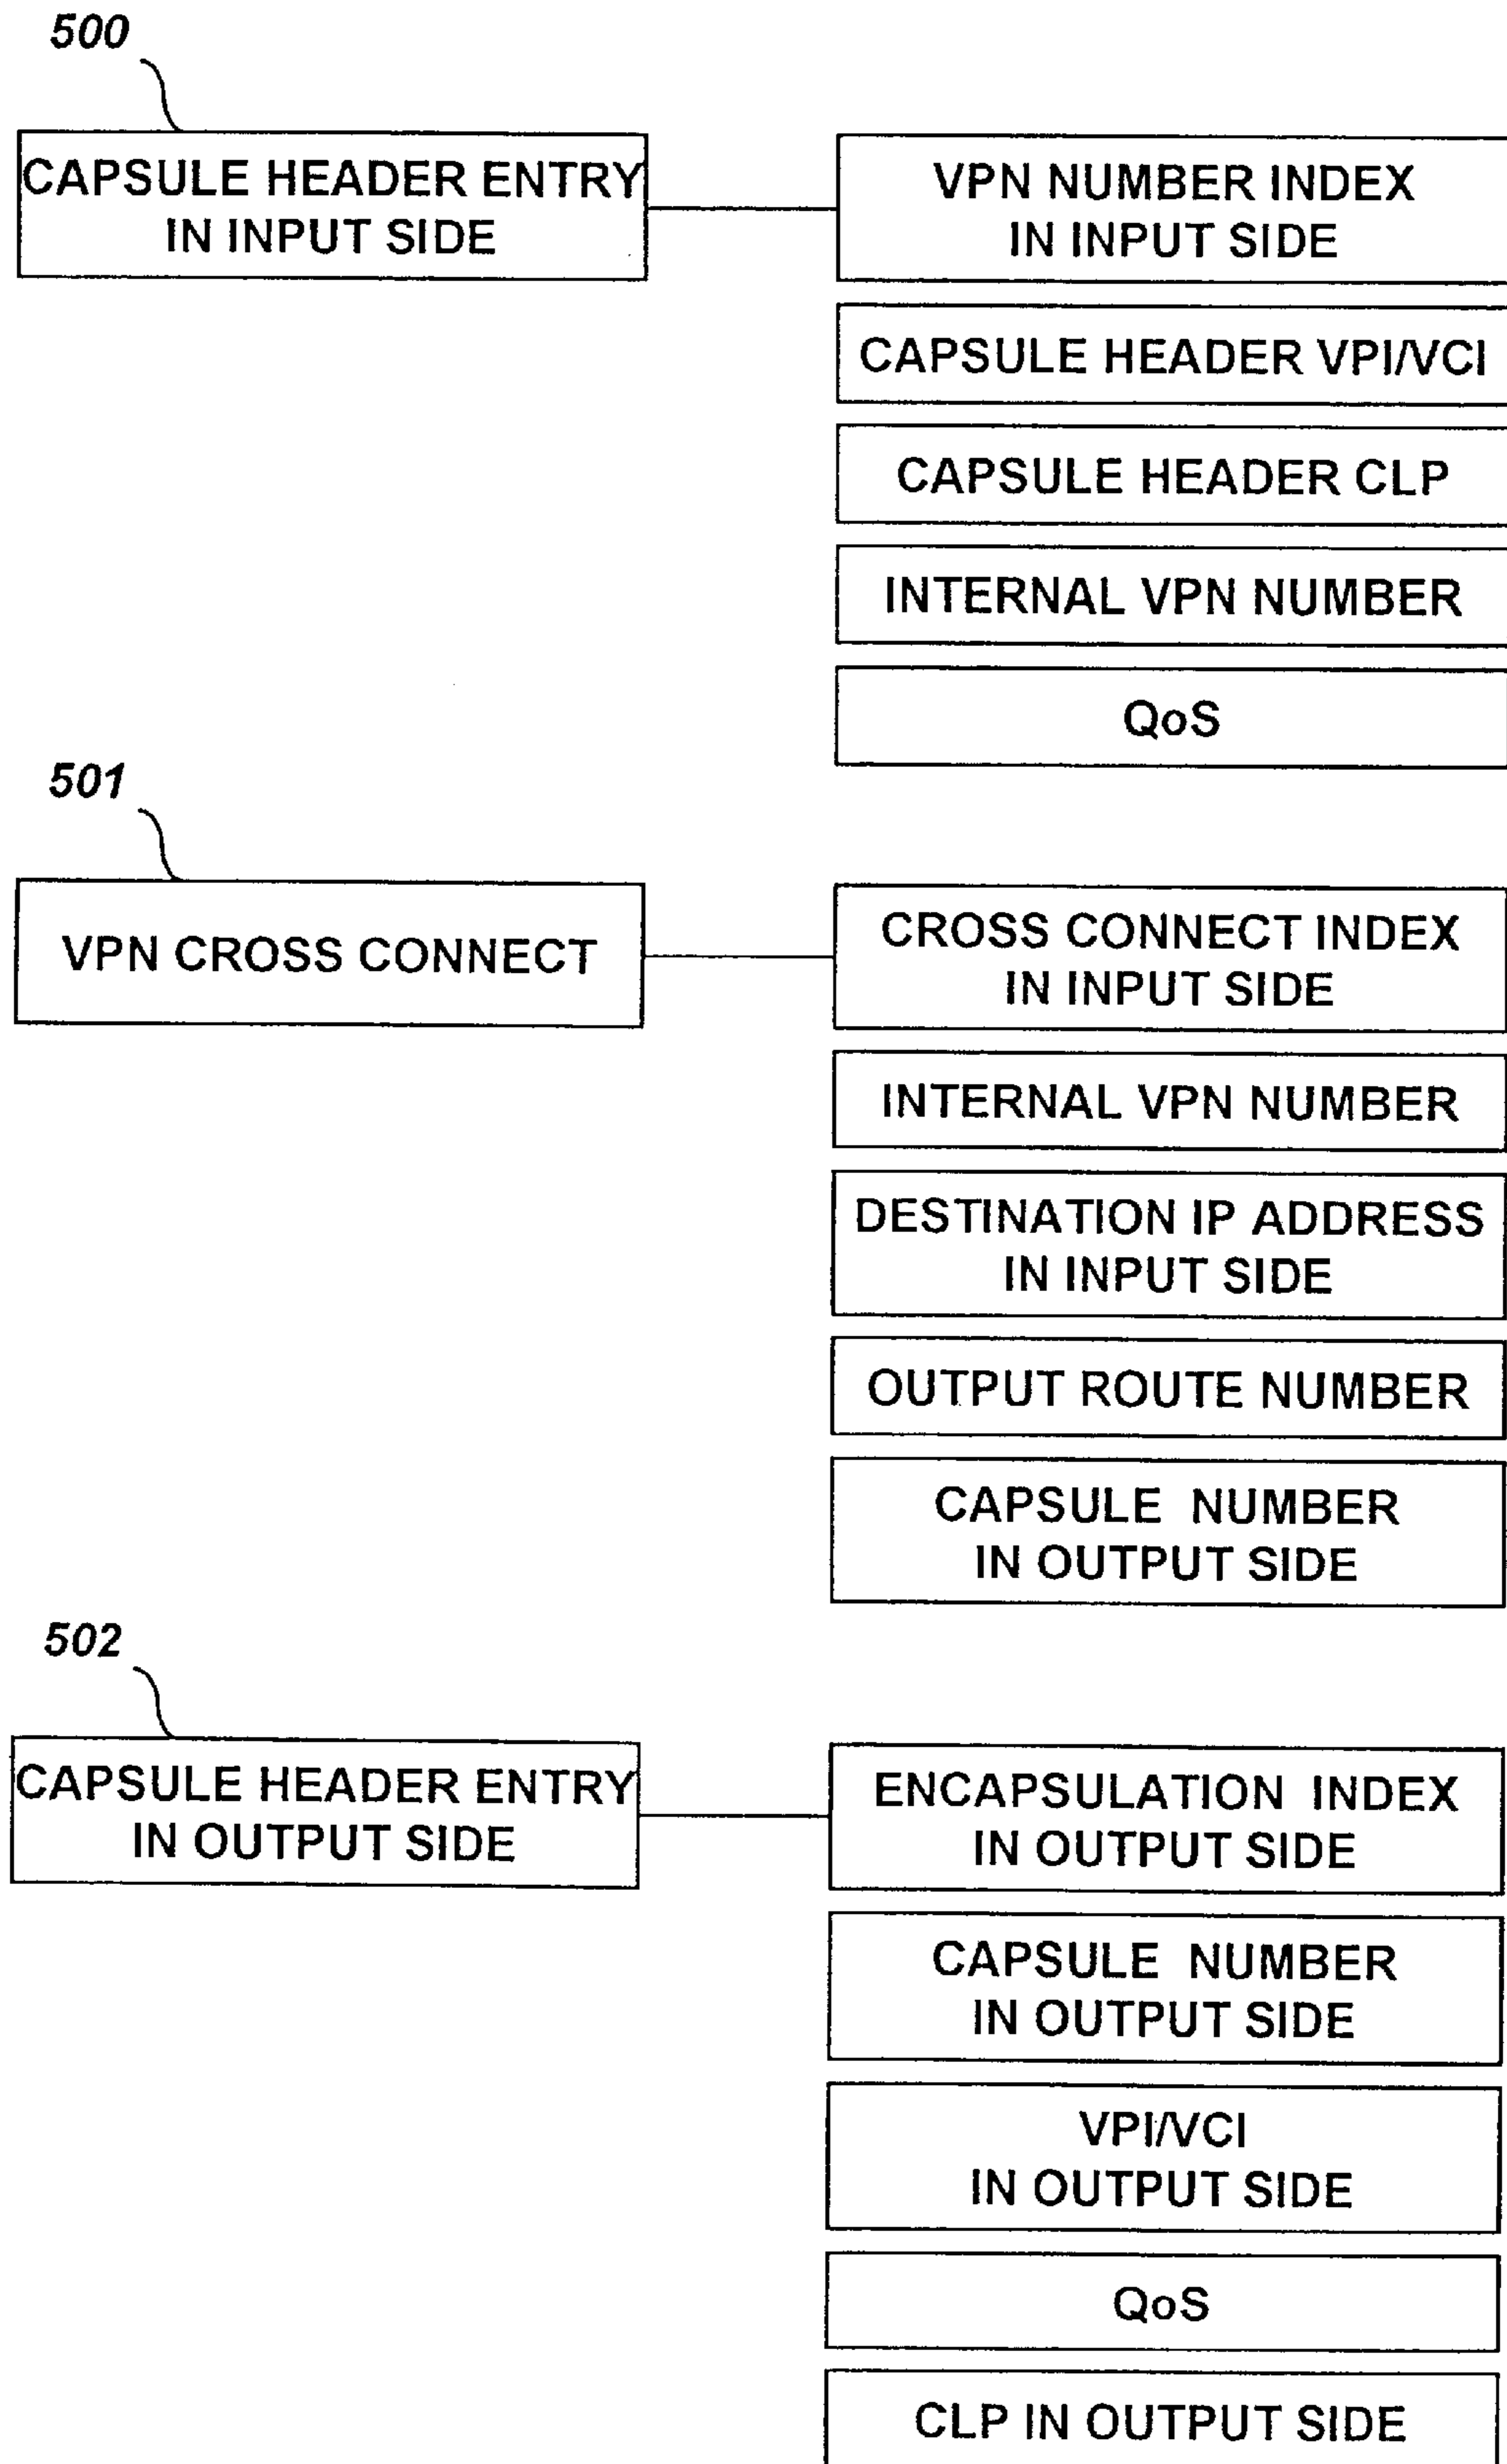 500
CAPSULE HEADER ENTRY
IN INPUT SIDE
VPN NUMBER INDEX
IN INPUT SIDE
CAPSULE HEADER VPI/VCI
CAPSULE HEADER CLP
INTERNAL VPN NUMBER
QoS
501
VPN CROSS CONNECT
CROSS CONNECT INDEX
IN INPUT SIDE
INTERNAL VPN NUMBER
DESTINATION IP ADDRESS
IN INPUT SIDE
OUTPUT ROUTE NUMBER
CAPSULE NUMBER
IN OUTPUT SIDE
502
CAPSULE HEADER ENTRY
IN OUTPUT SIDE
ENCAPSULATION INDEX
IN OUTPUT SIDE
CAPSULE NUMBER
IN OUTPUT SIDE
VPI/VCI
IN OUTPUT SIDE
QoS
CLP IN OUTPUT SIDE